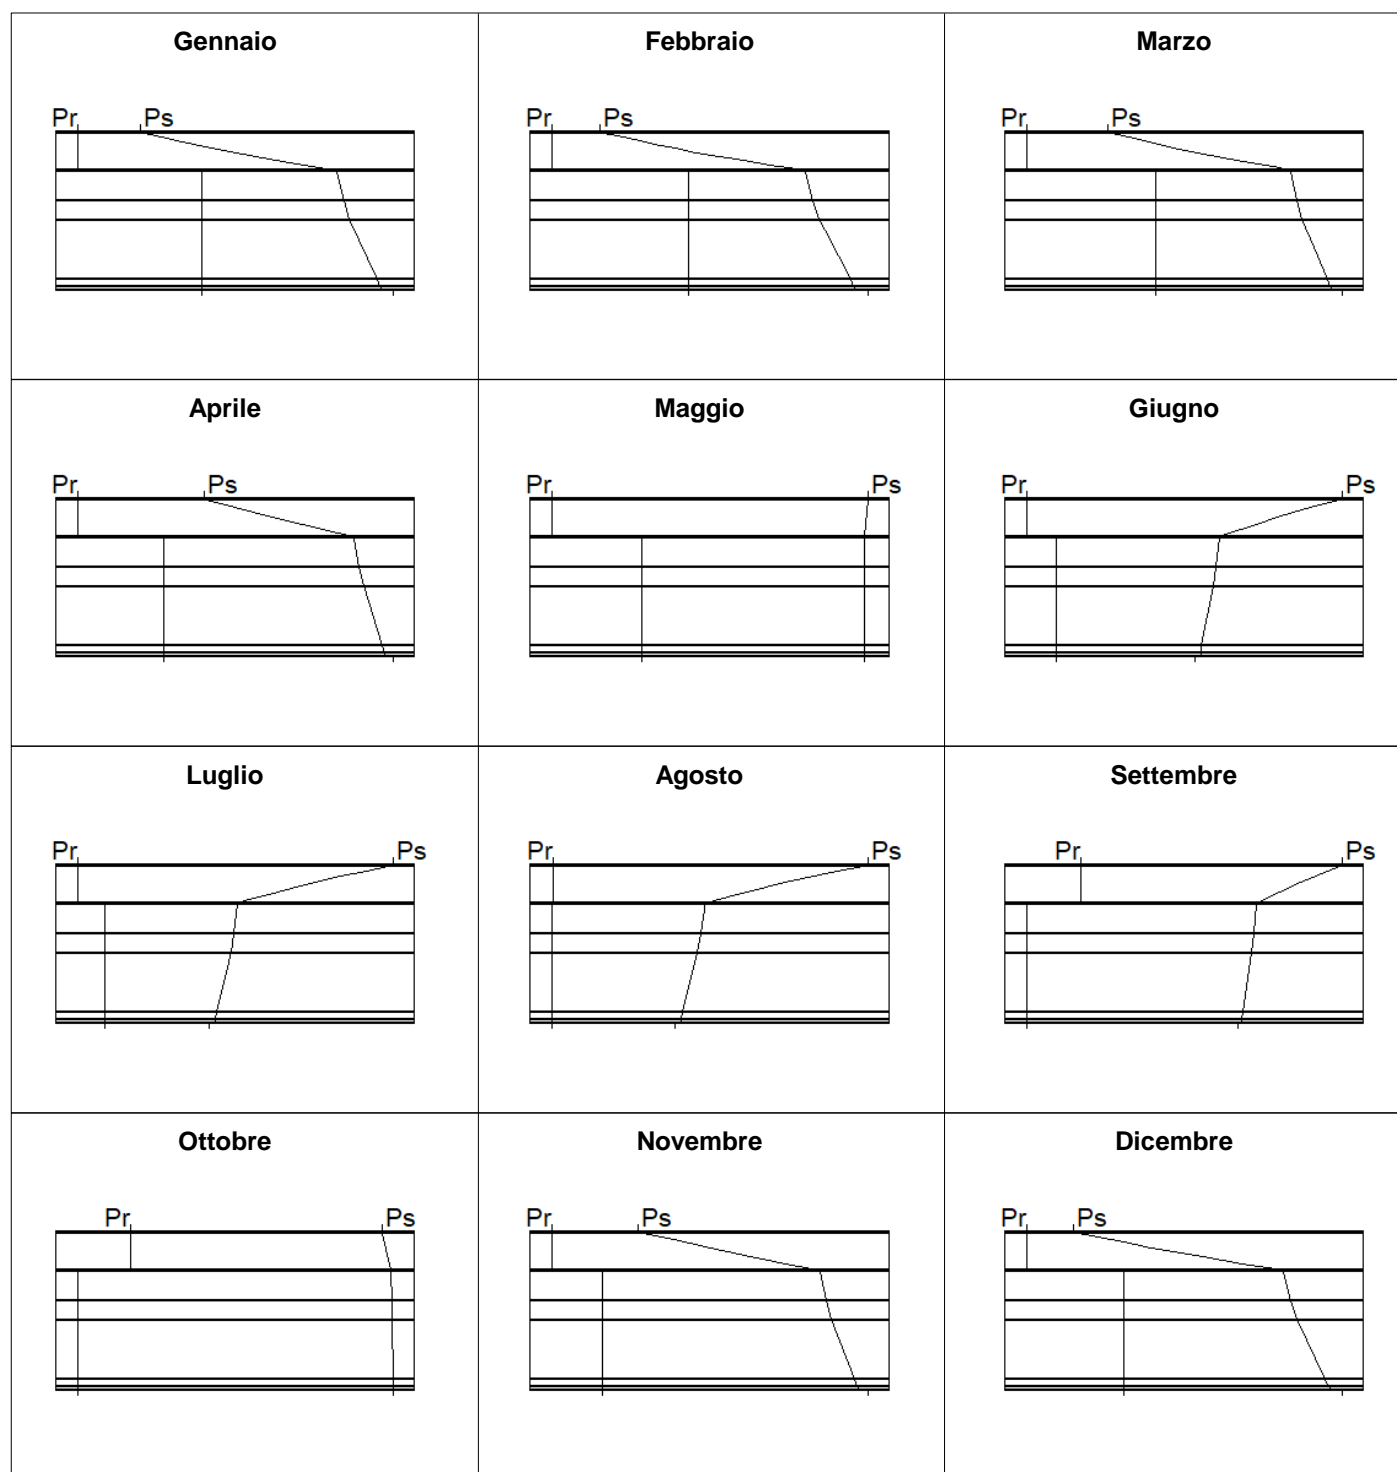 Gennaio
Febbraio
Marzo
Pr Ps
Pr Ps
Pr Ps
Aprile
Maggio
Giugno
Pr Ps
Pr Ps
Pr Ps
Luglio
Agosto
Settembre
Pr Ps
Pr Ps
Pr Ps
Ottobre
Novembre
Dicembre
Pr Ps
Pr Ps
Pr Ps